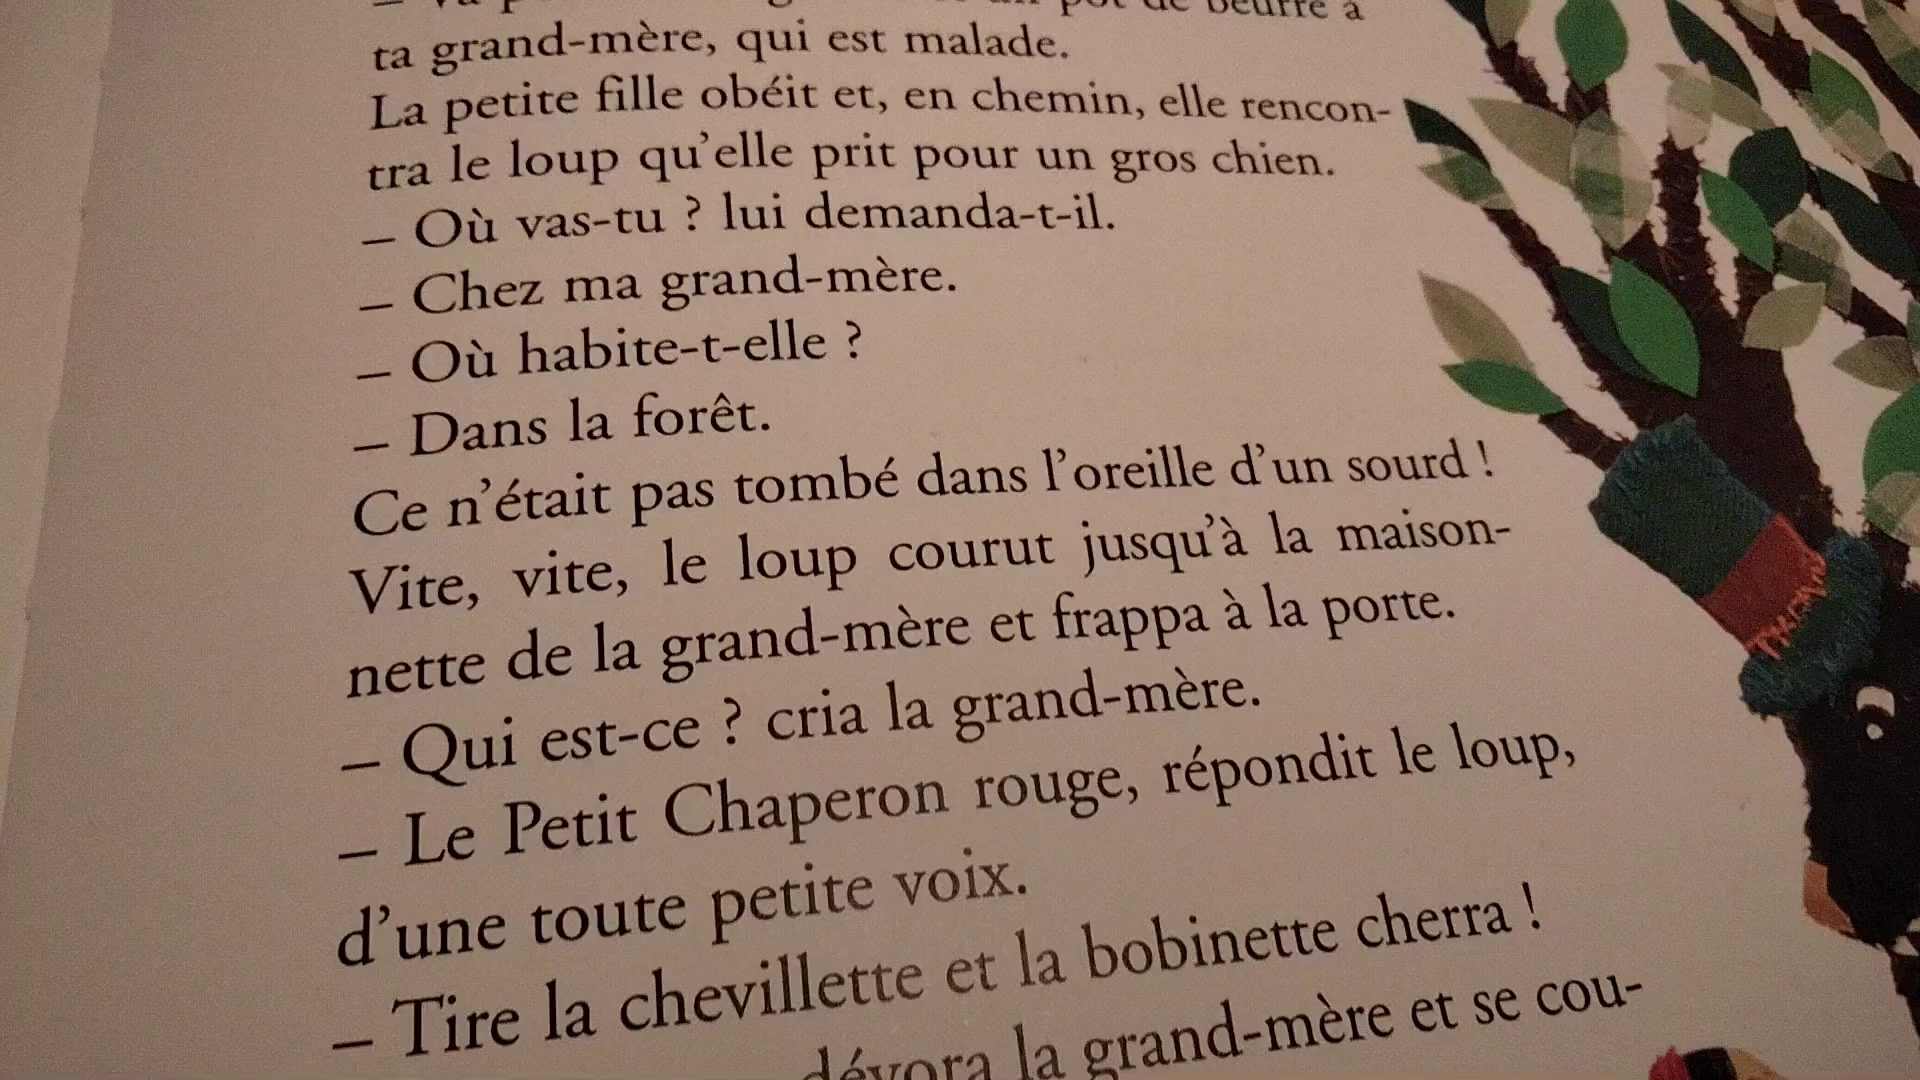 pot de beurre à
ta grand-mère, qui est malade.
La petite fille obéit et, en chemin, elle rencon-
tra le loup qu'elle prit pour un gros chien.
– Où vas-tu ? lui demanda-t-il.
– Chez ma grand-mère.
– Où habite-t-elle ?
– Dans la forêt.
Ce n'était pas tombé dans l'oreille d'un sourd !
Vite, vite, le loup courut jusqu'à la maison-
nette de la grand-mère et frappa à la porte.
– Qui est-ce ? cria la grand-mère.
– Le Petit Chaperon rouge, répondit le loup,
d'une toute petite voix.
– Tire la chevillette et la bobinette cherra !
dévora la grand-mère et se cou-